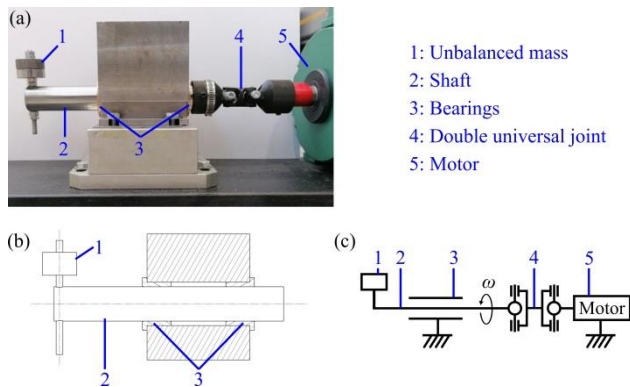 (a)
1
2
3
4
5
1: Unbalanced mass
2: Shaft
3: Bearings
4: Double universal joint
5: Motor
(b)
1
2
3
(c)
1
2
3
4
5
ω
Motor